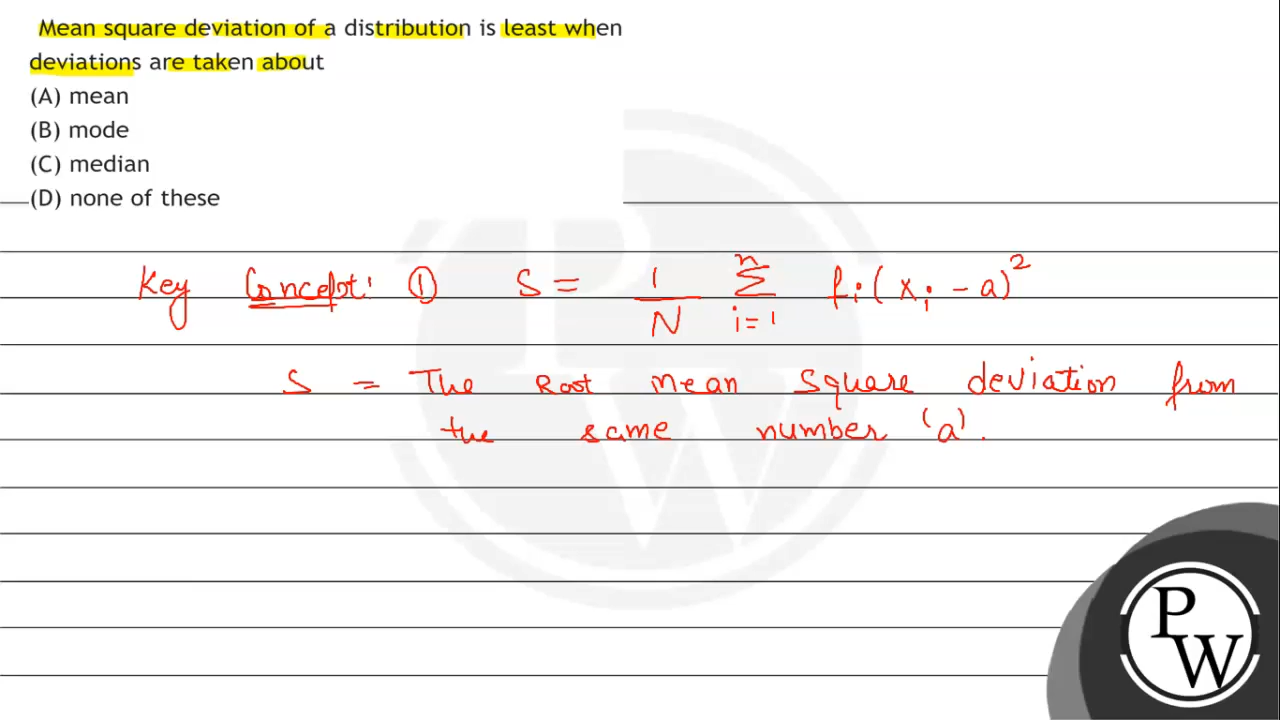 Mean square deviation of a distribution is least when
deviations are taken about
(A) mean
(B) mode
(C) median
(D) none of these
Key Concept: ① S = 1/N n∑i=1 fi(xi - a)²
S = The Root mean square deviation from
the same number 'a'.
P
W